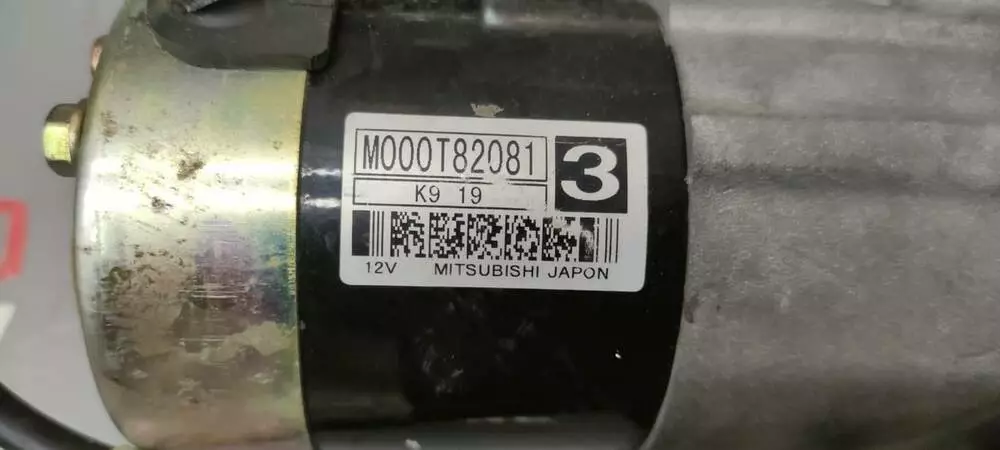 M000T82081
3
K9 19
12V MITSUBISHI JAPON